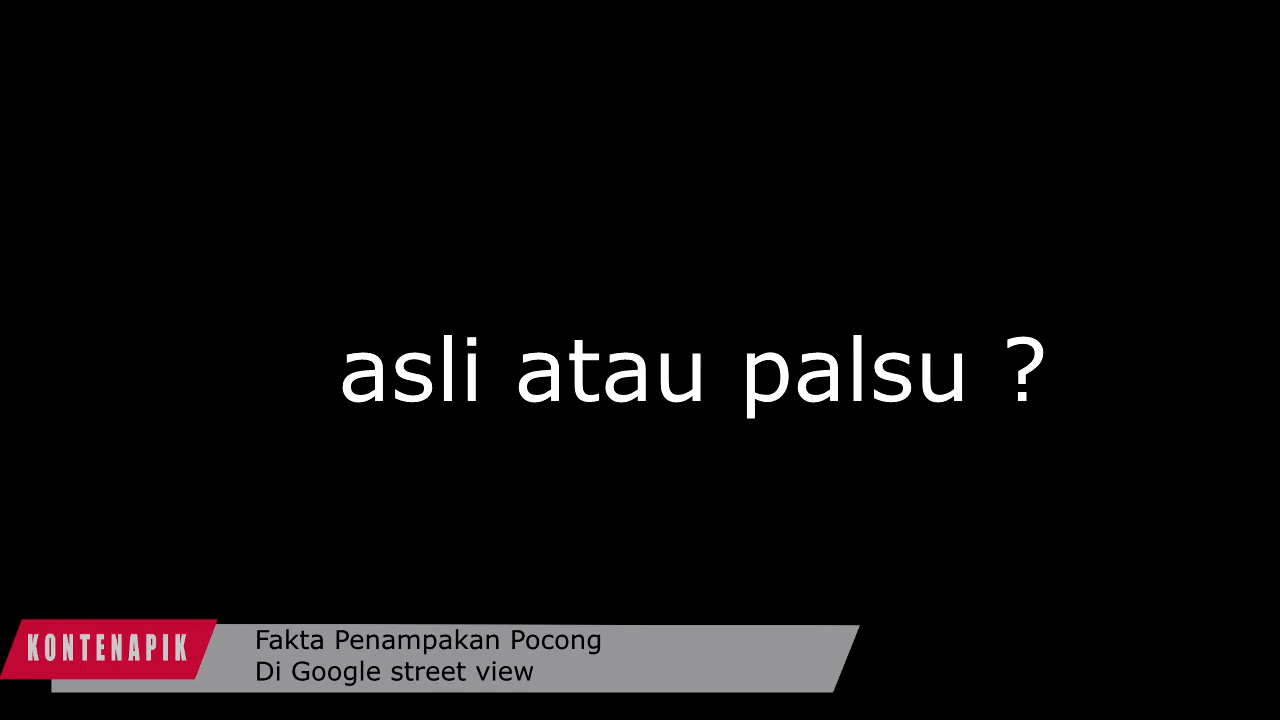 asli atau palsu ?
KONTENAPIK
Fakta Penampakan Pocong
Di Google street view